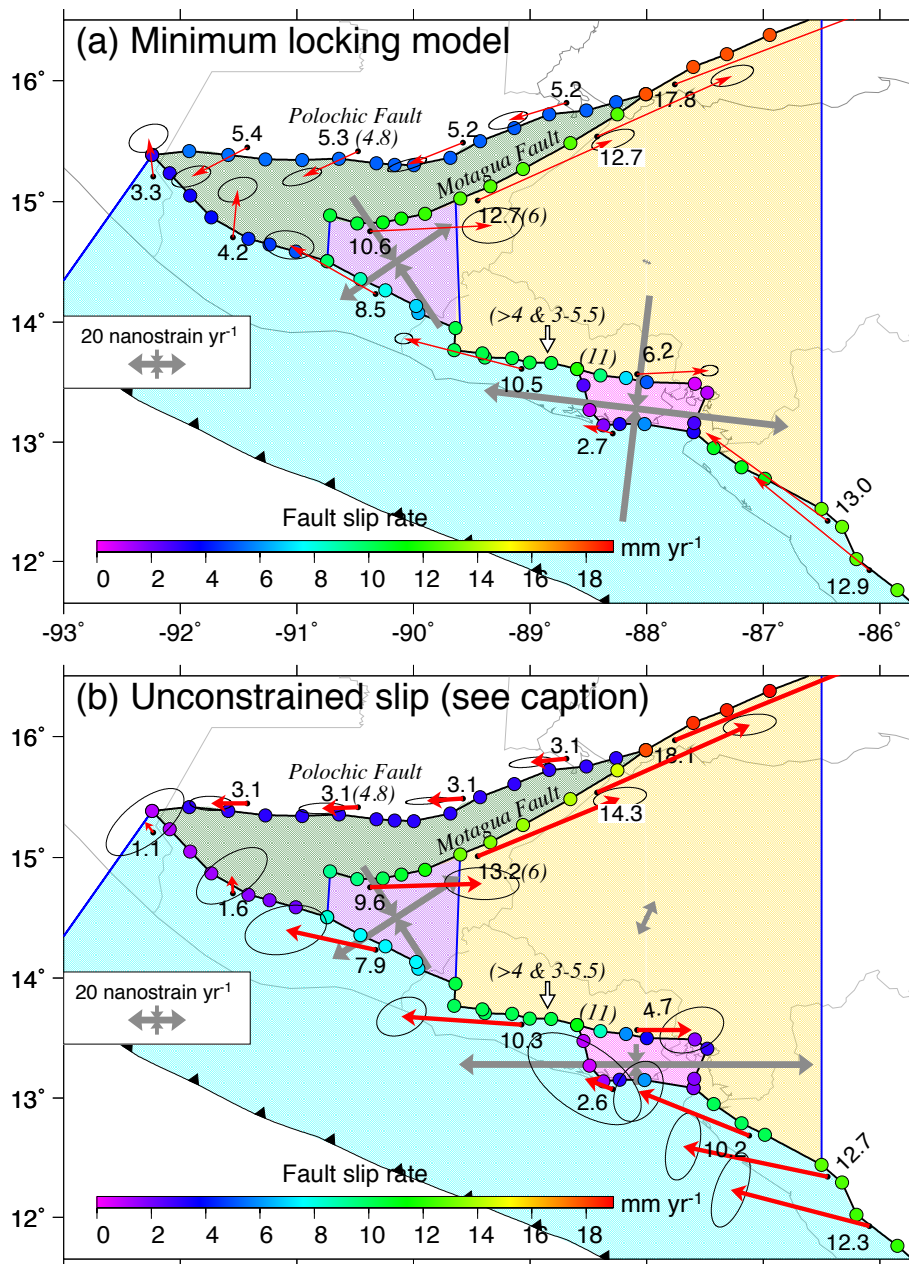 (a) Minimum locking model
16˚
5.2
17.8
Polochic Fault
5.4
5.3 (4.8)
5.2
12.7
Motagua Fault
15˚
3.3
12.7(6)
4.2
10.6
14˚
8.5
(>4 & 3-5.5)
20 nanostrain yr-1
(11)
6.2
10.5
13˚
2.7
13.0
Fault slip rate
mm yr-1
12˚
0 2 4 6 8 10 12 14 16 18
12.9
-93˚ -92˚ -91˚ -90˚ -89˚ -88˚ -87˚ -86˚
(b) Unconstrained slip (see caption)
16˚
3.1
18.1
Polochic Fault
3.1
3.1(4.8)
3.1
Motagua Fault
14.3
15˚
1.1
13.2(6)
1.6
9.6
7.9
14˚
(>4 & 3-5.5)
20 nanostrain yr-1
(11)
4.7
10.3
13˚
2.6
10.2
12.7
Fault slip rate
mm yr-1
12˚
0 2 4 6 8 10 12 14 16 18
12.3